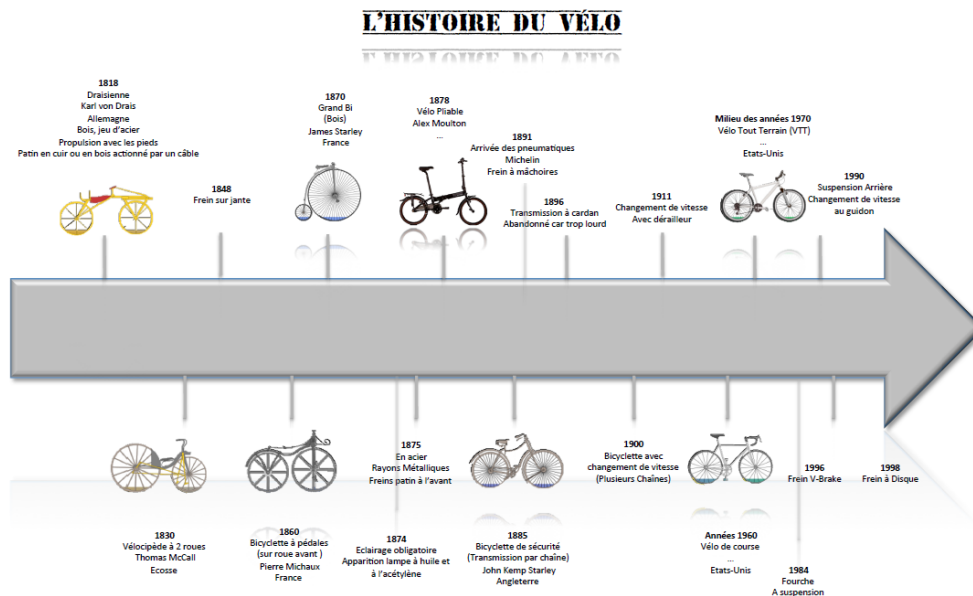 L'HISTOIRE DU VÉLO
1818
Draisienne
Karl von Drais
Allemagne
Bois, jeu d'acier
Propulsion avec les pieds
Patin en cuir ou en bois actionné par un câble
1848
Frein sur jante
1870
Grand Bi
(Bois)
James Starley
France
1878
Vélo Pliable
Alex Moulton
...
1891
Arrivée des pneumatiques
Michelin
Frein à mâchoires
1896
Transmission à cardan
Abandonné car trop lourd
1911
Changement de vitesse
Avec dérailleur
Milieu des années 1970
Vélo Tout Terrain (VTT)
...
Etats-Unis
1990
Suspension Arrière
Changement de vitesse
au guidon
1830
Vélocipède à 2 roues
Thomas McCall
Ecosse
1860
Bicyclette à pédales
(sur roue avant )
Pierre Michaux
France
1874
Eclairage obligatoire
Apparition lampe à huile et
à l'acétylène
1875
En acier
Rayons Métalliques
Freins patin à l'avant
1885
Bicyclette de sécurité
(Transmission par chaîne)
John Kemp Starley
Angleterre
1900
Bicyclette avec
changement de vitesse
(Plusieurs Chaînes)
Années 1960
Vélo de course
...
Etats-Unis
1984
Fourche
A suspension
1996
Frein V-Brake
1998
Frein à Disque